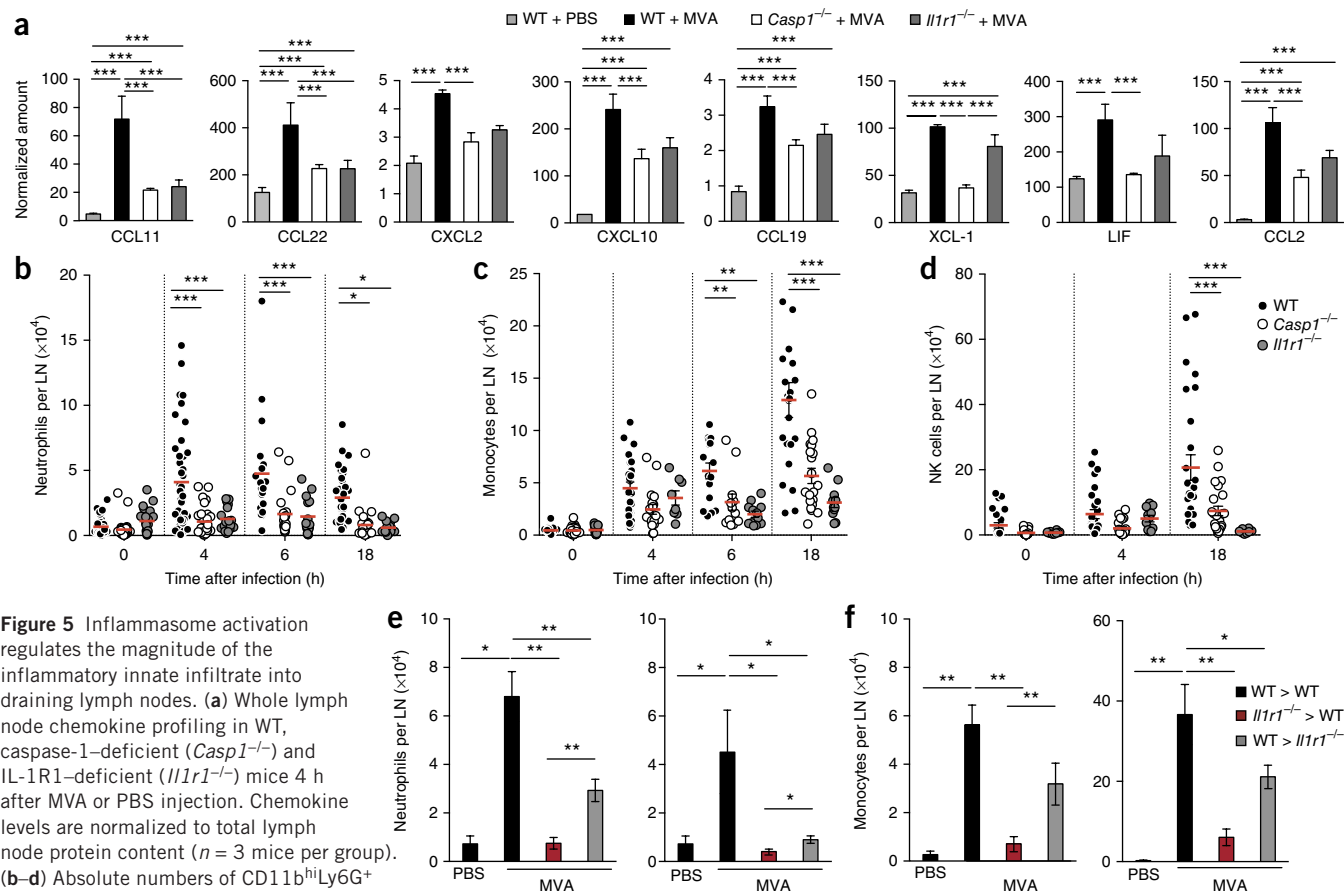 a
WT + PBS WT + MVA Casp1–/– + MVA Il1r1–/– + MVA
Normalized amount
*** *** *** *** ***
100 80 60 40 20 0
CCL11
*** *** *** *** ***
600 400 200 0
CCL22
*** ***
5 4 3 2 1 0
CXCL2
*** *** *** ***
300 200 100 0
CXCL10
*** *** *** ***
4 3 2 1 0
CCL19
*** *** *** ***
150 100 50 0
XCL-1
*** ***
400 300 200 100 0
LIF
*** *** *** ***
150 100 50 0
CCL2
b
Neutrophils per LN (×10⁴)
20 15 10 5 0
*** *** *** *** * *
0 4 6 18
Time after infection (h)
c
Monocytes per LN (×10⁴)
25 20 15 10 5 0
** ** *** ***
0 4 6 18
Time after infection (h)
d
NK cells per LN (×10⁴)
80 60 40 20 0
*** ***
0 4 18
Time after infection (h)
WT
Casp1–/–
Il1r1–/–
Figure 5 Inflammasome activation
regulates the magnitude of the
inflammatory innate infiltrate into
draining lymph nodes. (a) Whole lymph
node chemokine profiling in WT,
caspase-1–deficient (Casp1–/–) and
IL-1R1–deficient (Il1r1–/–) mice 4 h
after MVA or PBS injection. Chemokine
levels are normalized to total lymph
node protein content (n = 3 mice per group).
(b–d) Absolute numbers of CD11bhiLy6G+
e
Neutrophils per LN (×10⁴)
10 8 6 4 2 0
* ** ** **
PBS MVA
10 8 6 4 2 0
* * * *
PBS MVA
f
Monocytes per LN (×10⁴)
10 8 6 4 2 0
** ** **
PBS MVA
60 40 20 0
** * **
PBS MVA
WT > WT
Il1r1–/– > WT
WT > Il1r1–/–